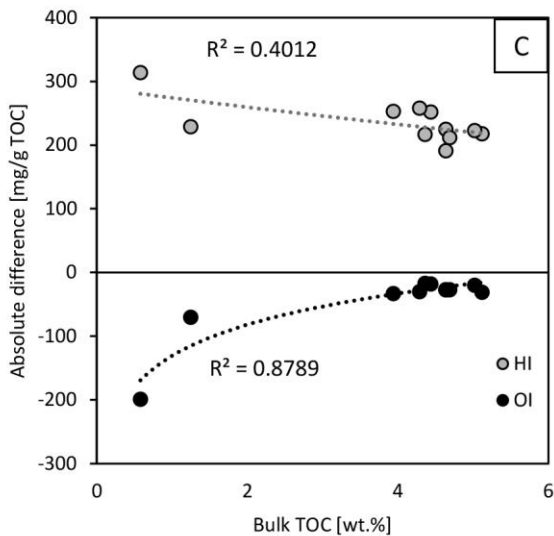 C
R² = 0.4012
400
300
200
100
0
-100
-200
-300
Absolute difference [mg/g TOC]
R² = 0.8789
HI
OI
0 2 4 6
Bulk TOC [wt.%]